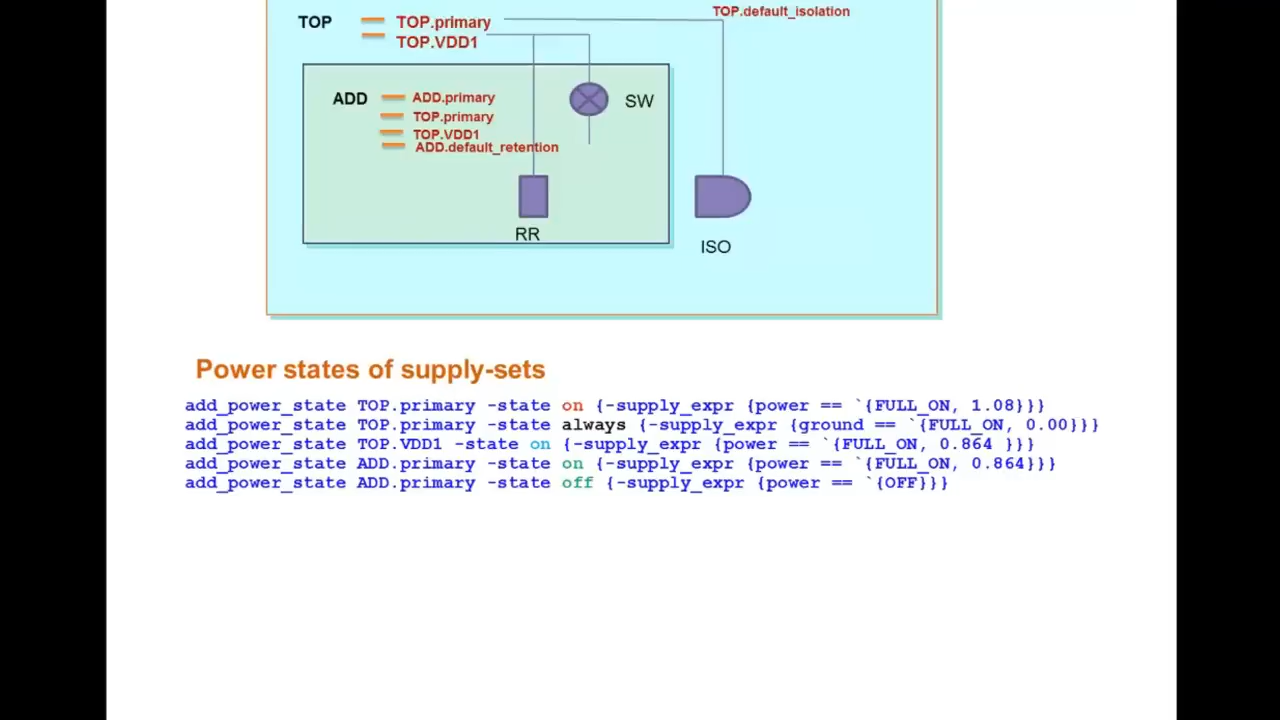 TOP.default_isolation
TOP
TOP.primary
TOP.VDD1
ADD
ADD.primary
TOP.primary
TOP.VDD1
ADD.default_retention
SW
RR
ISO
Power states of supply-sets
add_power_state TOP.primary -state on {-supply_expr {power == `{FULL_ON, 1.08}}}
add_power_state TOP.primary -state always {-supply_expr {ground == `{FULL_ON, 0.00}}}
add_power_state TOP.VDD1 -state on {-supply_expr {power == `{FULL_ON, 0.864 }}}
add_power_state ADD.primary -state on {-supply_expr {power == `{FULL_ON, 0.864}}}
add_power_state ADD.primary -state off {-supply_expr {power == `{OFF}}}